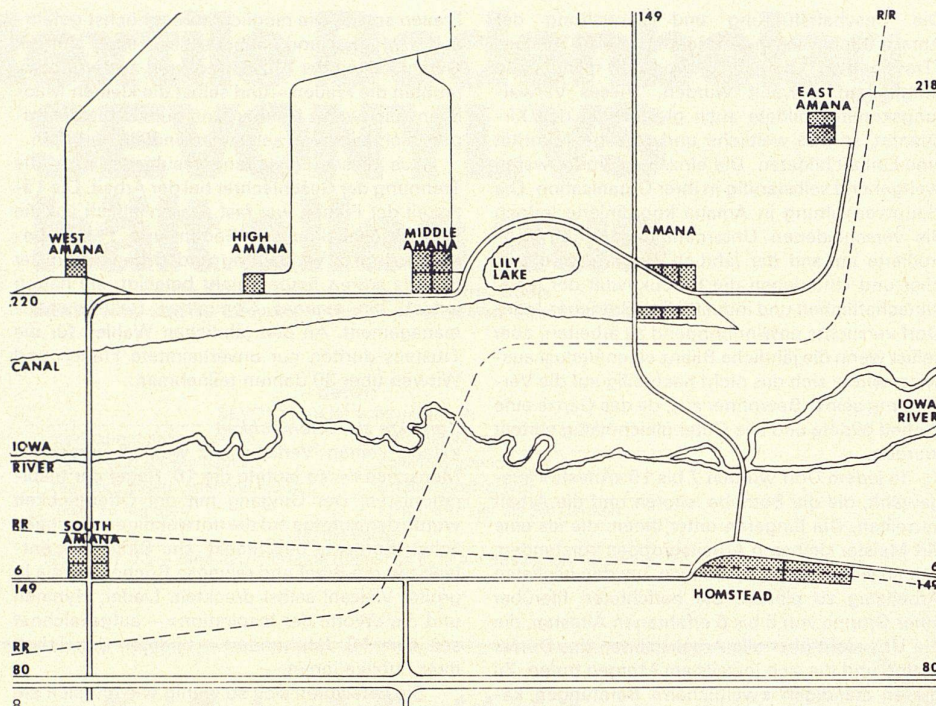 149
R/R
218
EAST
AMANA
WEST
AMANA
HIGH
AMANA
MIDDLE
AMANA
AMANA
LILY
LAKE
220
CANAL
IOWA
RIVER
IOWA
RIVER
RR
SOUTH
AMANA
6
149
6
149
HOMSTEAD
RR
80
80